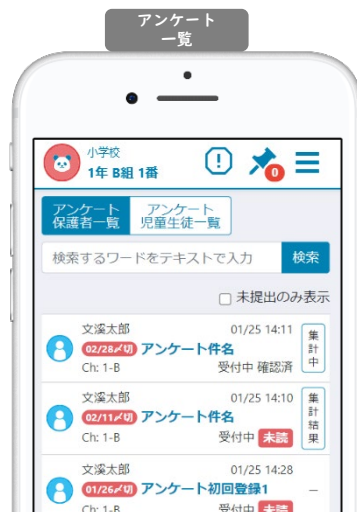 アンケート
一覧
小学校
1年 B組 1番
0
アンケート
保護者一覧
アンケート
児童生徒一覧
検索するワードをテキストで入力
検索
未提出のみ表示
文溪太郎
01/25 14:11
02/28〆切 アンケート件名
Ch: 1-B
受付中 確認済
集計中
文溪太郎
01/25 14:10
02/11〆切 アンケート件名
Ch: 1-B
受付中 未読
集計結果
文溪太郎
01/25 14:28
01/26〆切 アンケート初回登録1
–
Ch: 1-B
受付中 未読